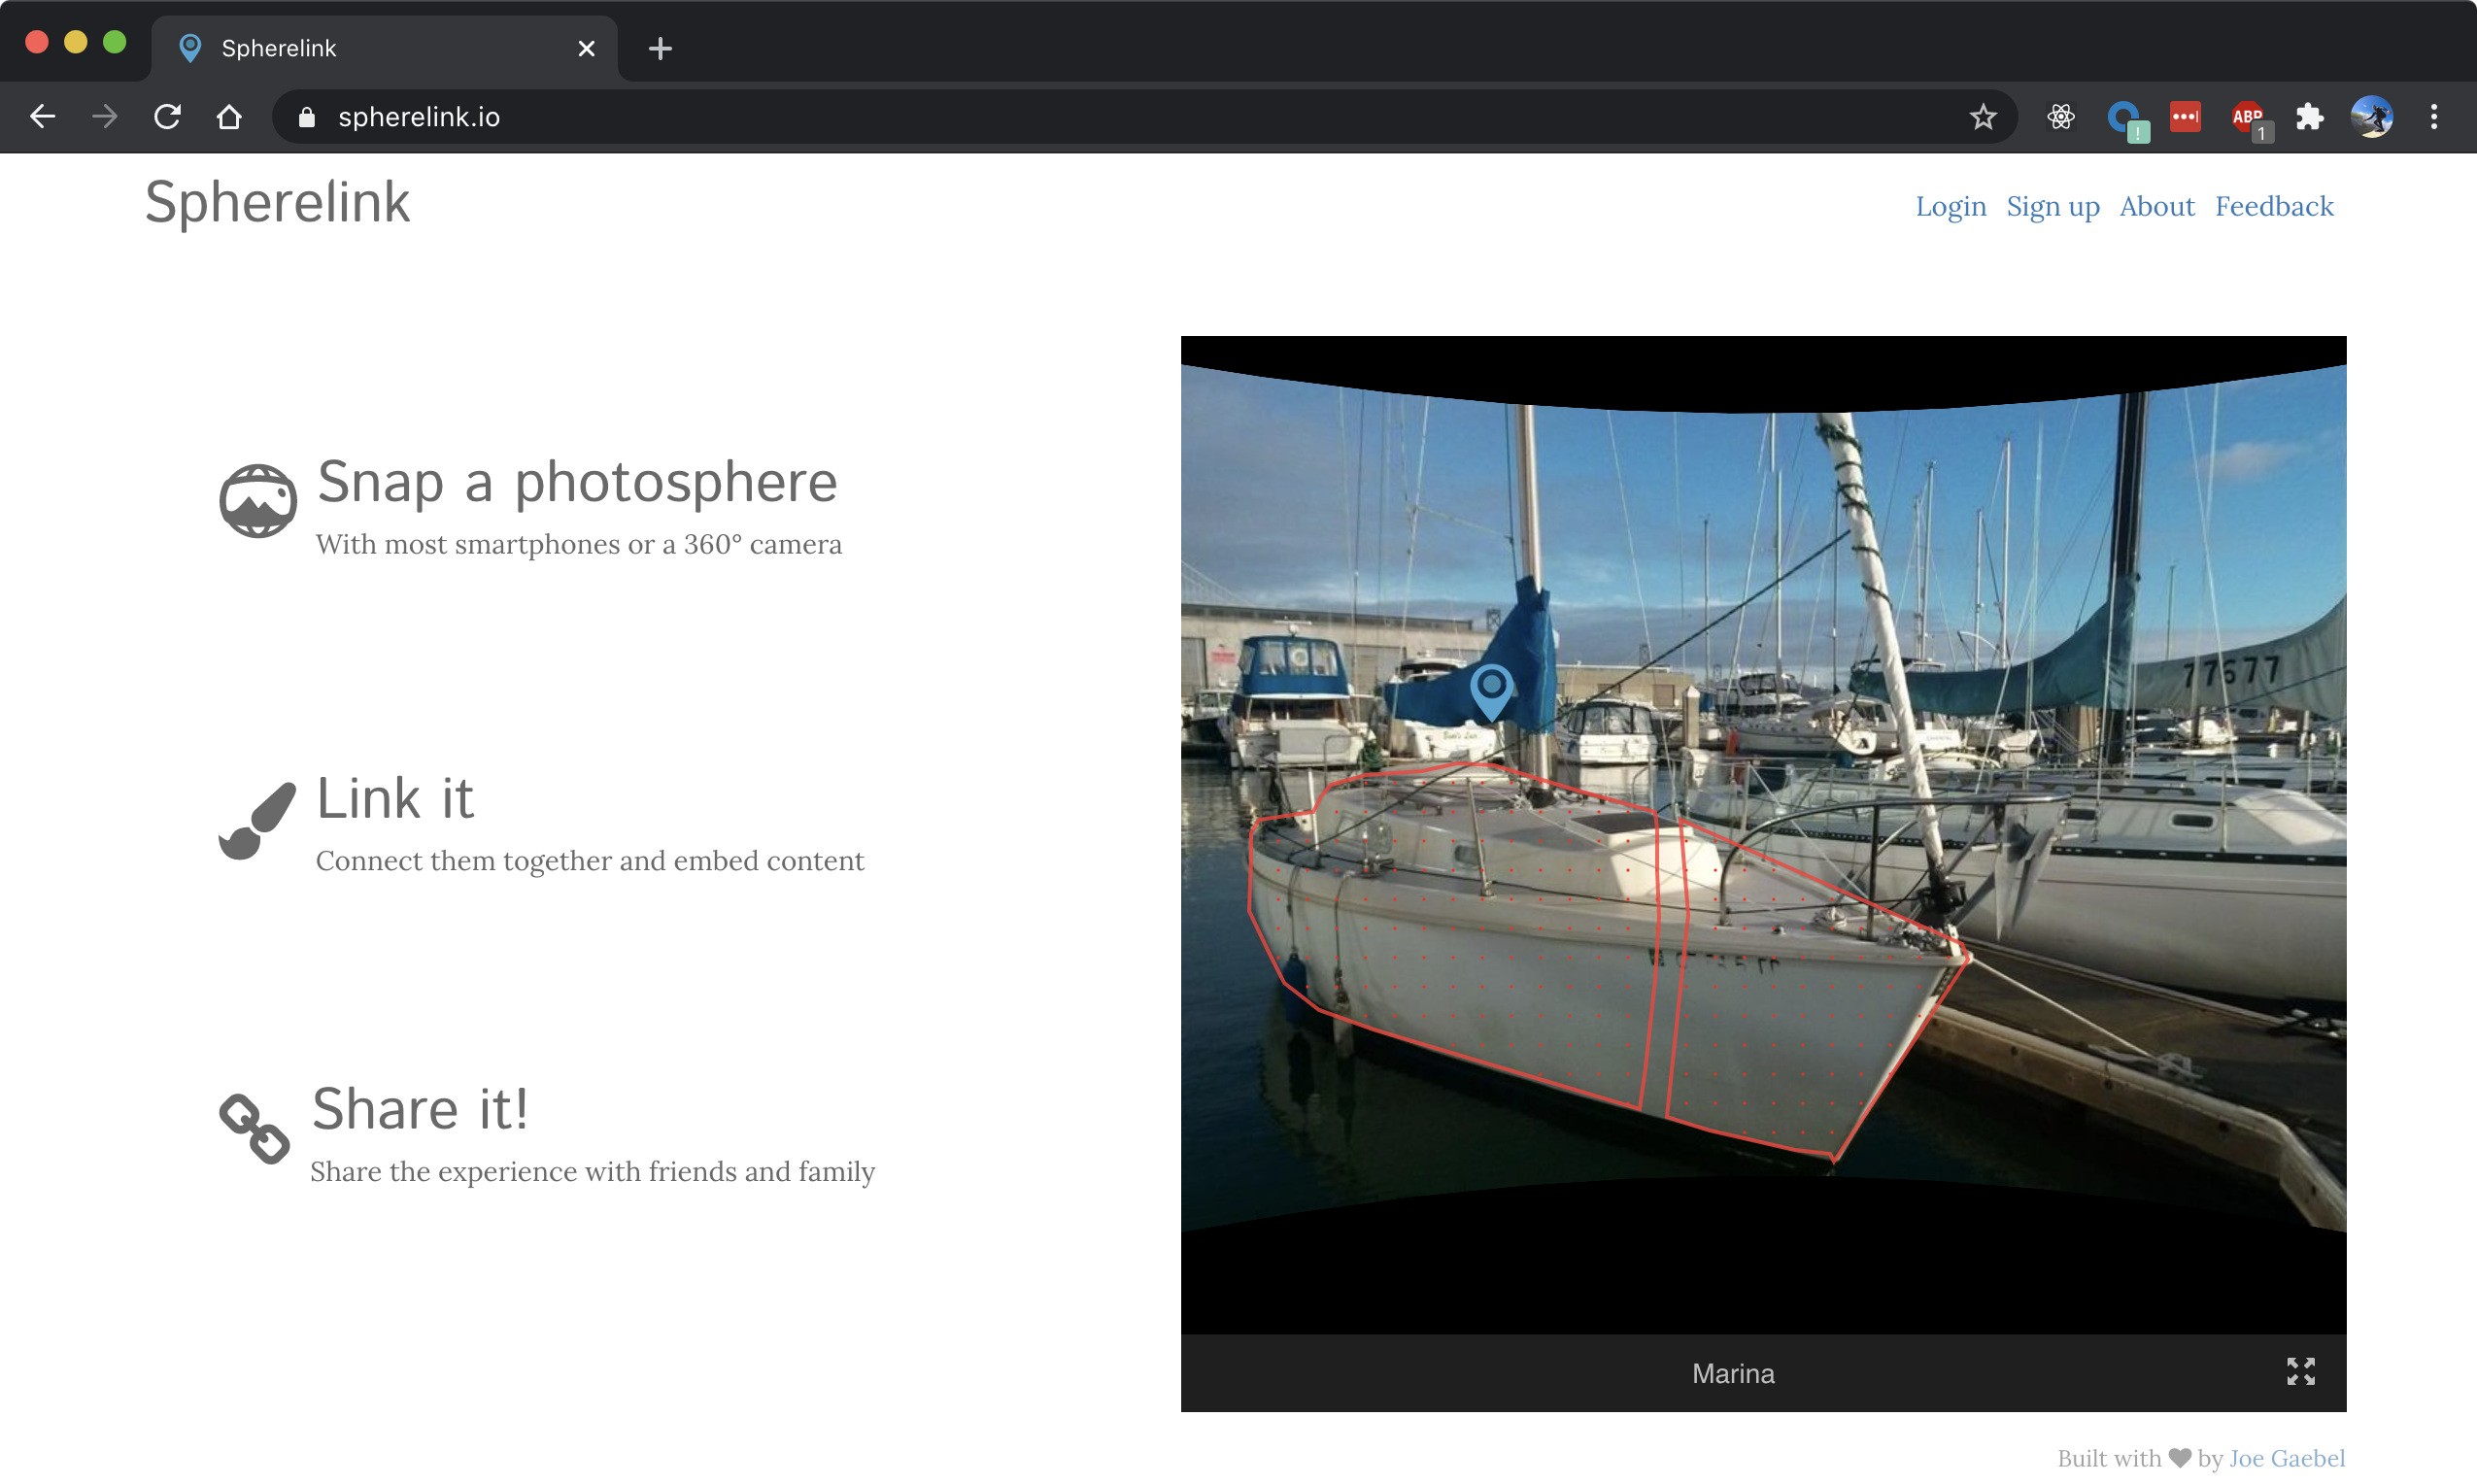 Spherelink
spherelink.io
ABP
1
Spherelink
Login Sign up About Feedback
Snap a photosphere
With most smartphones or a 360° camera
Link it
Connect them together and embed content
Share it!
Share the experience with friends and family
77677
Marina
Built with by Joe Gaebel